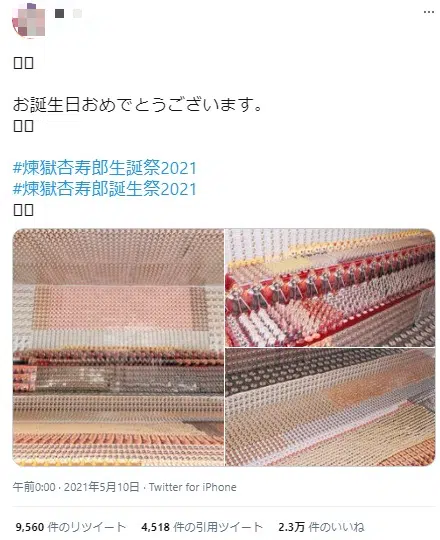 お誕生日おめでとうございます。
#煉獄杏寿郎生誕祭2021
#煉獄杏寿郎誕生祭2021
午前0:00 · 2021年5月10日 · Twitter for iPhone
9,560 件のリツイート 4,518 件の引用ツイート 2.3万 件のいいね